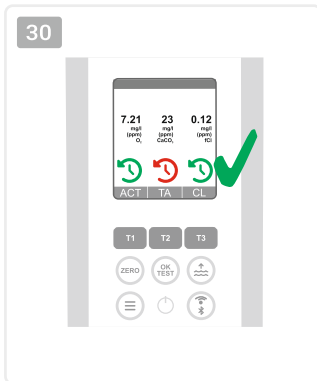 30
7.21 23 0.12
mg/l mg/l mg/l
(ppm) (ppm) (ppm)
O₂ CaCO₃ fCl
ACT TA CL
T1 T2 T3
ZERO OK
TEST